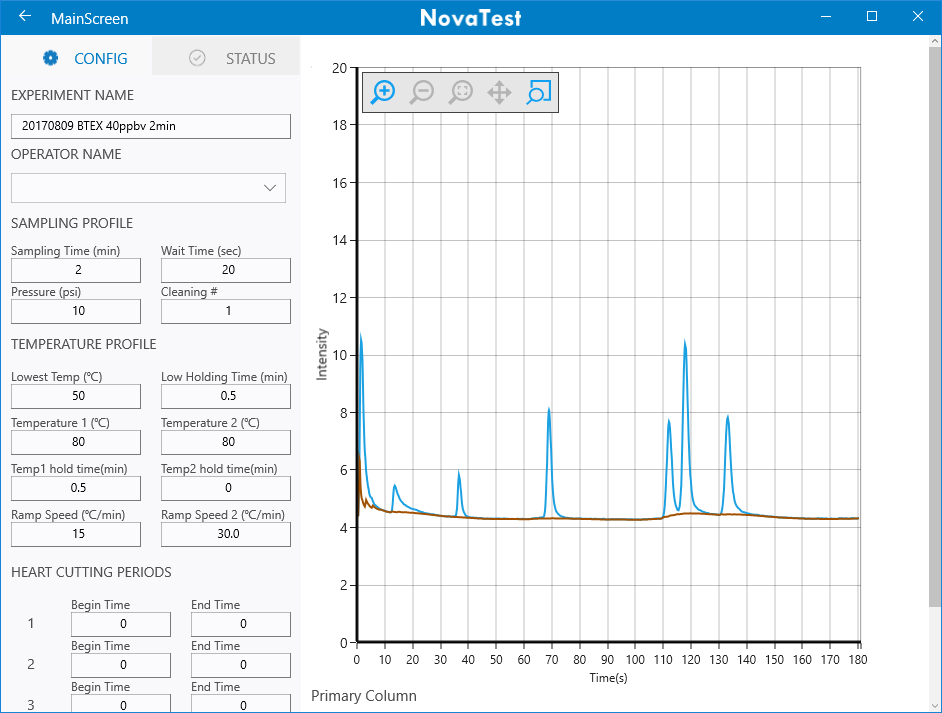 MainScreen
NovaTest
CONFIG
STATUS
EXPERIMENT NAME
20170809 BTEX 40ppbv 2min
OPERATOR NAME
SAMPLING PROFILE
Sampling Time (min) Wait Time (sec)
2 20
Pressure (psi) Cleaning #
10 1
TEMPERATURE PROFILE
Lowest Temp (℃) Low Holding Time (min)
50 0.5
Temperature 1 (℃) Temperature 2 (℃)
80 80
Temp1 hold time(min) Temp2 hold time(min)
0.5 0
Ramp Speed (℃/min) Ramp Speed 2 (℃/min)
15 30.0
HEART CUTTING PERIODS
Begin Time End Time
1 0 0
Begin Time End Time
2 0 0
Begin Time End Time
3 0 0
20
18
16
14
12
10
8
6
4
2
0
Intensity
0 10 20 30 40 50 60 70 80 90 100 110 120 130 140 150 160 170 180
Time(s)
Primary Column